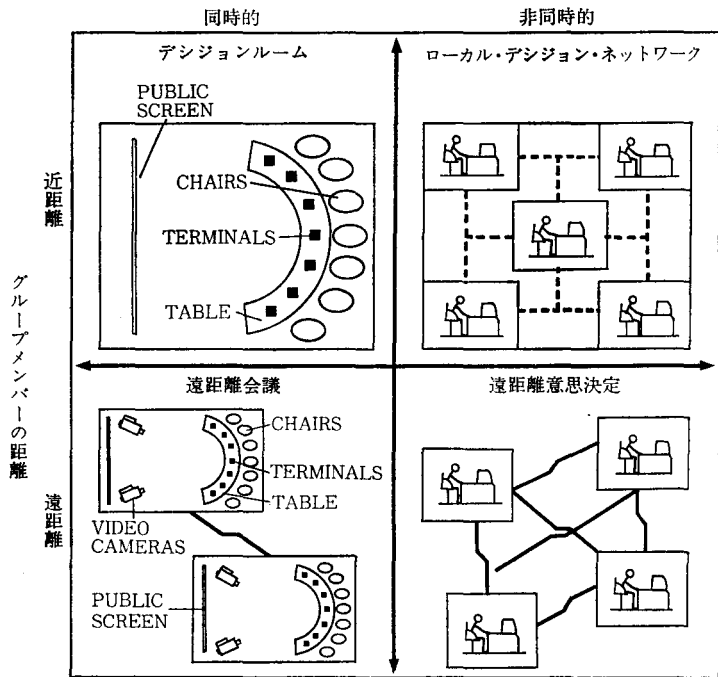 同時的
非同時的
デシジョンルーム
ローカル・デシジョン・ネットワーク
PUBLIC
SCREEN
CHAIRS
TERMINALS
TABLE
近距離
グループメンバーの距離
遠距離会議
遠距離意思決定
CHAIRS
TERMINALS
TABLE
VIDEO
CAMERAS
遠距離
PUBLIC
SCREEN